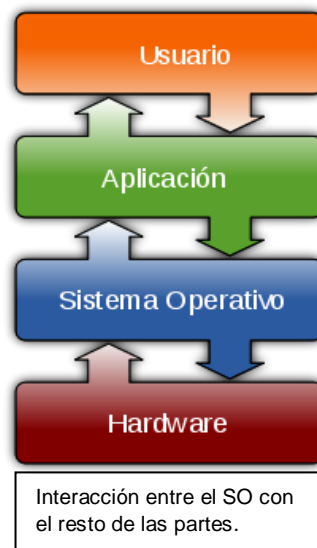 Usuario
Aplicación
Sistema Operativo
Hardware
Interacción entre el SO con
el resto de las partes.